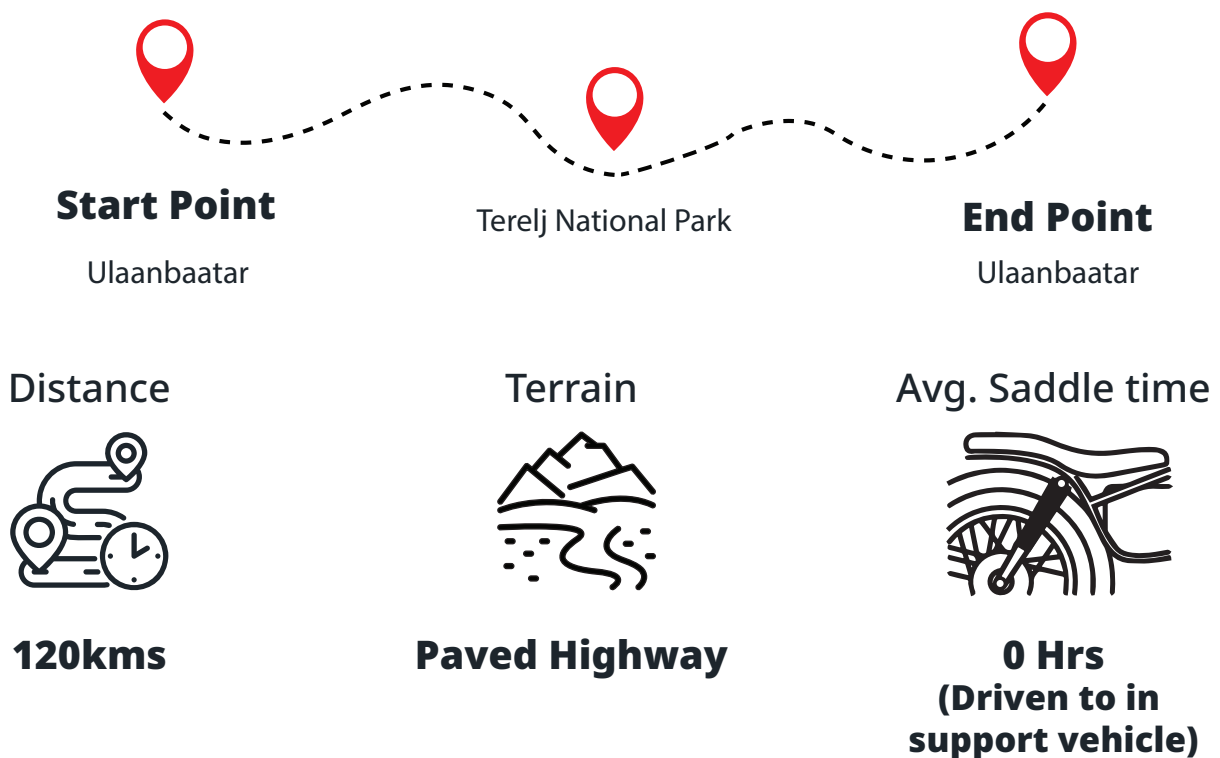 Start Point
Ulaanbaatar
Terelj National Park
End Point
Ulaanbaatar
Distance
120kms
Terrain
Paved Highway
Avg. Saddle time
0 Hrs
(Driven to in
support vehicle)